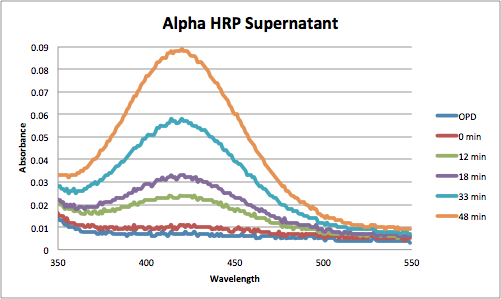 Alpha HRP Supernatant
0.09
0.08
0.07
0.06
0.05
0.04
0.03
0.02
0.01
0
Absorbance
350
400
450
500
550
Wavelength
OPD
0 min
12 min
18 min
33 min
48 min